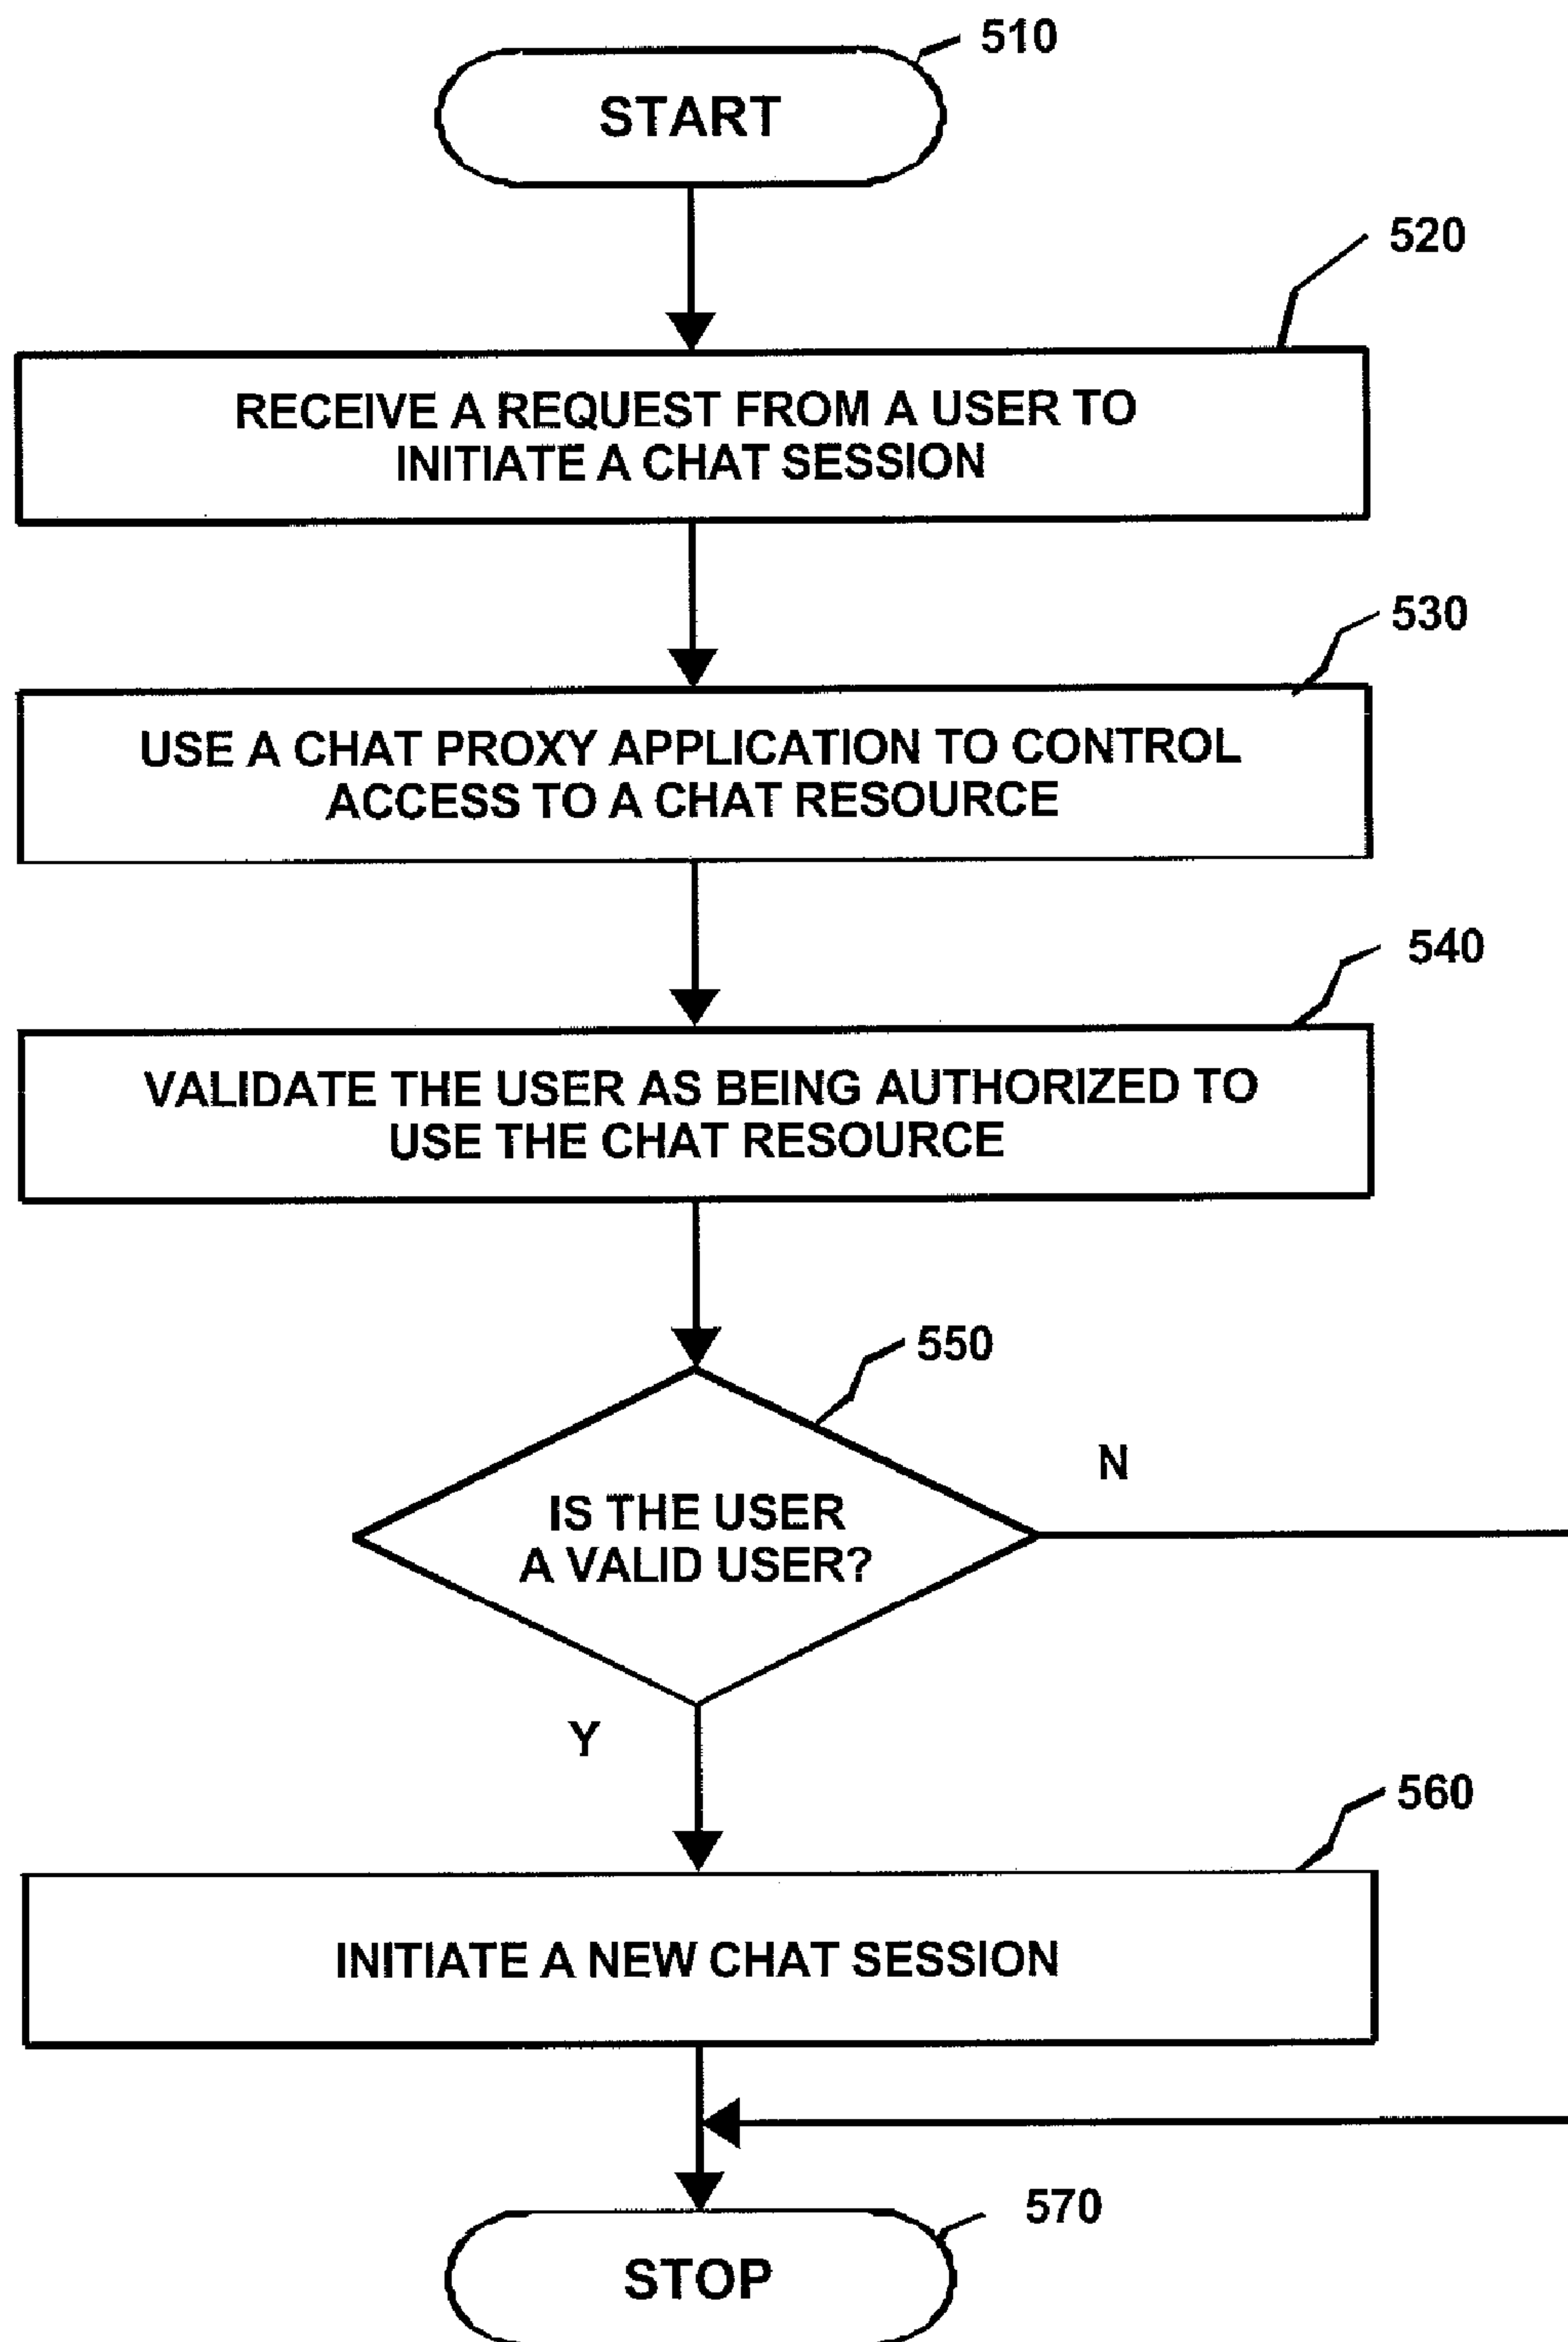 510
START
520
RECEIVE A REQUEST FROM A USER TO
INITIATE A CHAT SESSION
530
USE A CHAT PROXY APPLICATION TO CONTROL
ACCESS TO A CHAT RESOURCE
540
VALIDATE THE USER AS BEING AUTHORIZED TO
USE THE CHAT RESOURCE
550
N
IS THE USER
A VALID USER?
Y
560
INITIATE A NEW CHAT SESSION
570
STOP